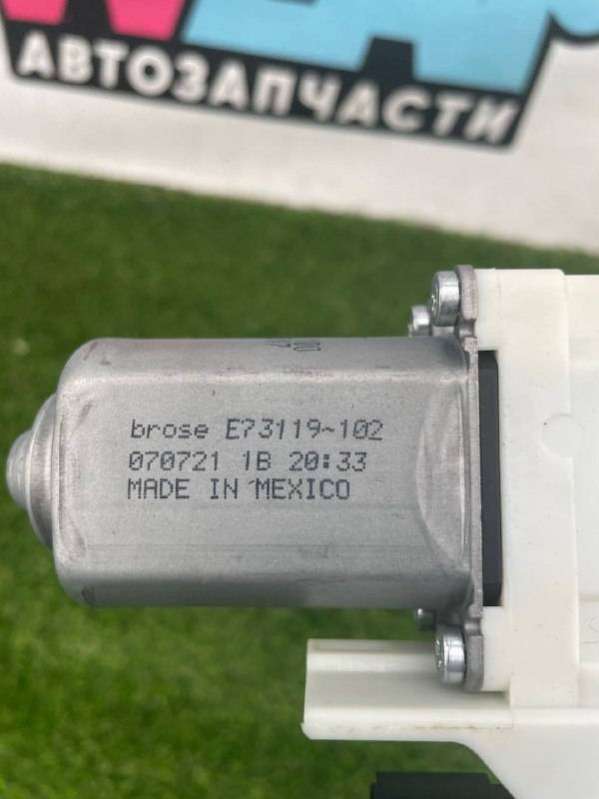 АВТОЗАПЧАСТИ
brose E73119~102
070721 1B 20:33
MADE IN MEXICO